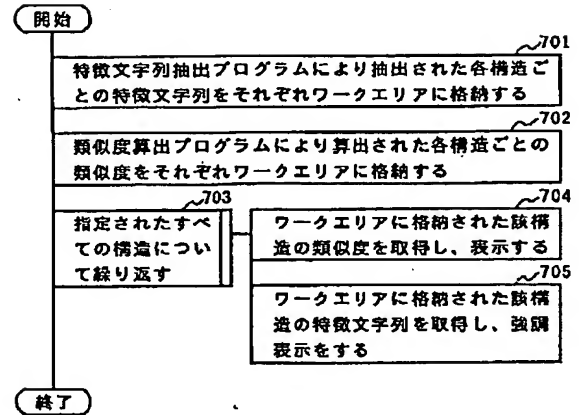 開始
701
特徴文字列抽出プログラムにより抽出された各構造ご
との特徴文字列をそれぞれワークエリアに格納する
702
類似度算出プログラムにより算出された各構造ごとの
類似度をそれぞれワークエリアに格納する
703
指定されたすべ
ての構造につい
て繰り返す
704
ワークエリアに格納された該構
造の類似度を取得し、表示する
705
ワークエリアに格納された該構
造の特徴文字列を取得し、強調
表示をする
終了